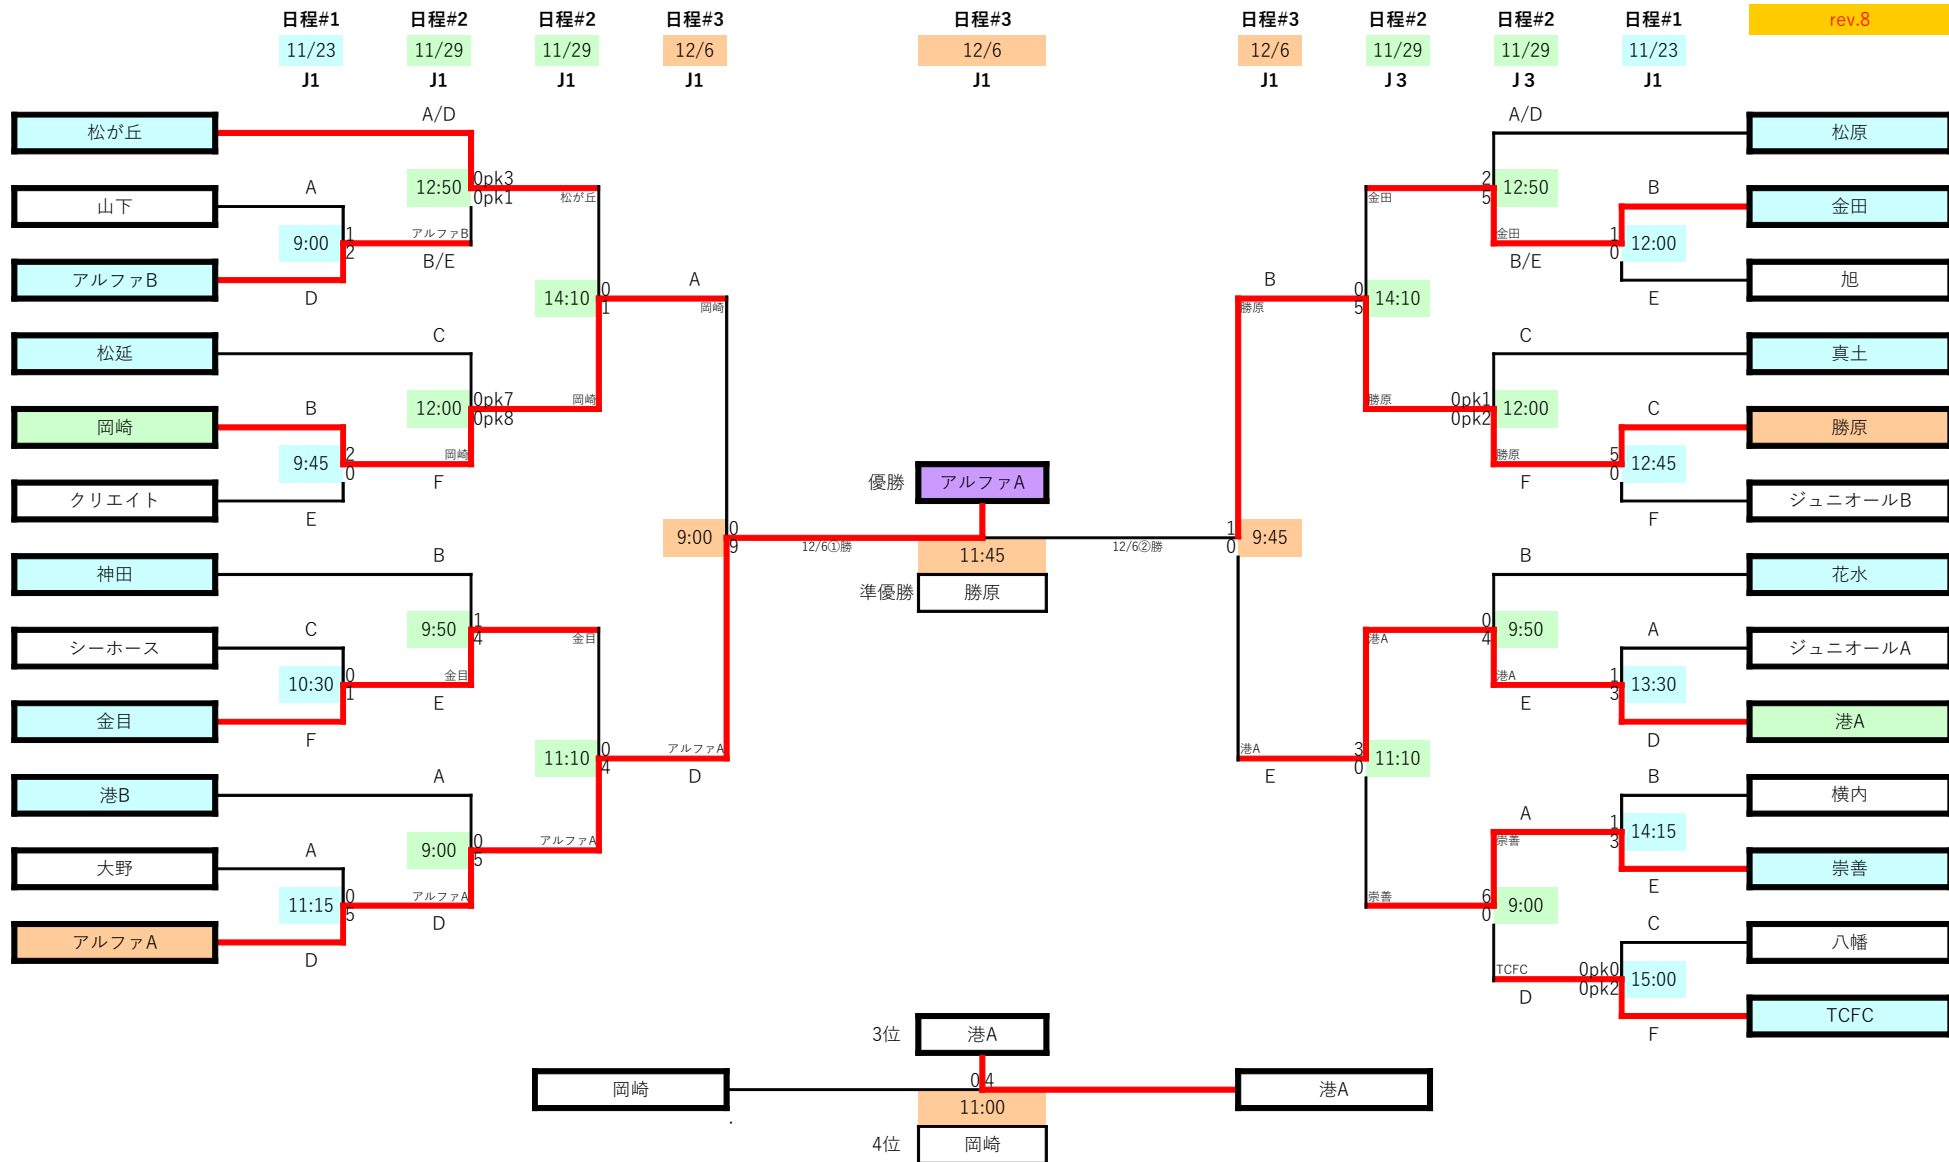 日程#1 日程#2 日程#2 日程#3 日程#3 日程#3 日程#2 日程#2 日程#1 rev.8
11/23 11/29 11/29 12/6 12/6 12/6 11/29 11/29 11/23
J1 J1 J1 J1 J1 J1 J３ J３ J1
A/D A/D
松が丘 松原
0pk3 2
12:50 12:50
A 0pk1 松が丘 金田 5 B
山下 金田
1 アルファB 金田 1
9:00 12:00
2 B/E B/E 0
アルファB 旭
D A B E
0 0
14:10 14:10
1 岡崎 勝原 5
C C
松延 真土
B 0pk7 岡崎 勝原 0pk1 C
12:00 12:00
0pk8 0pk2
岡崎 勝原
2 岡崎 勝原 5
9:45 12:45
0 F F 0
優勝 アルファA
クリエイト ジュニオールB
E F
0 1
9:00 9:45
9 12/6①勝 12/6②勝 0
11:45
B B
神田 花水
準優勝 勝原
1 0
9:50 9:50
C 4 金目 港A 4 A
シーホース ジュニオールA
0 金目 港A 1
10:30 13:30
1 E E 3
金目 港A
F D
0 アルファA 港A 3
11:10 11:10
4 D E 0
A B
港B 横内
A
A 0 アルファA 崇善 1
9:00 14:15
5 3
大野 崇善
E
0 アルファA 崇善 6
11:15 9:00
5 D 0
C
アルファA 八幡
D
TCFC 0pk0
15:00
D 0pk2
TCFC
F
3位 港A
岡崎 0 4 港A
11:00
.
4位 岡崎